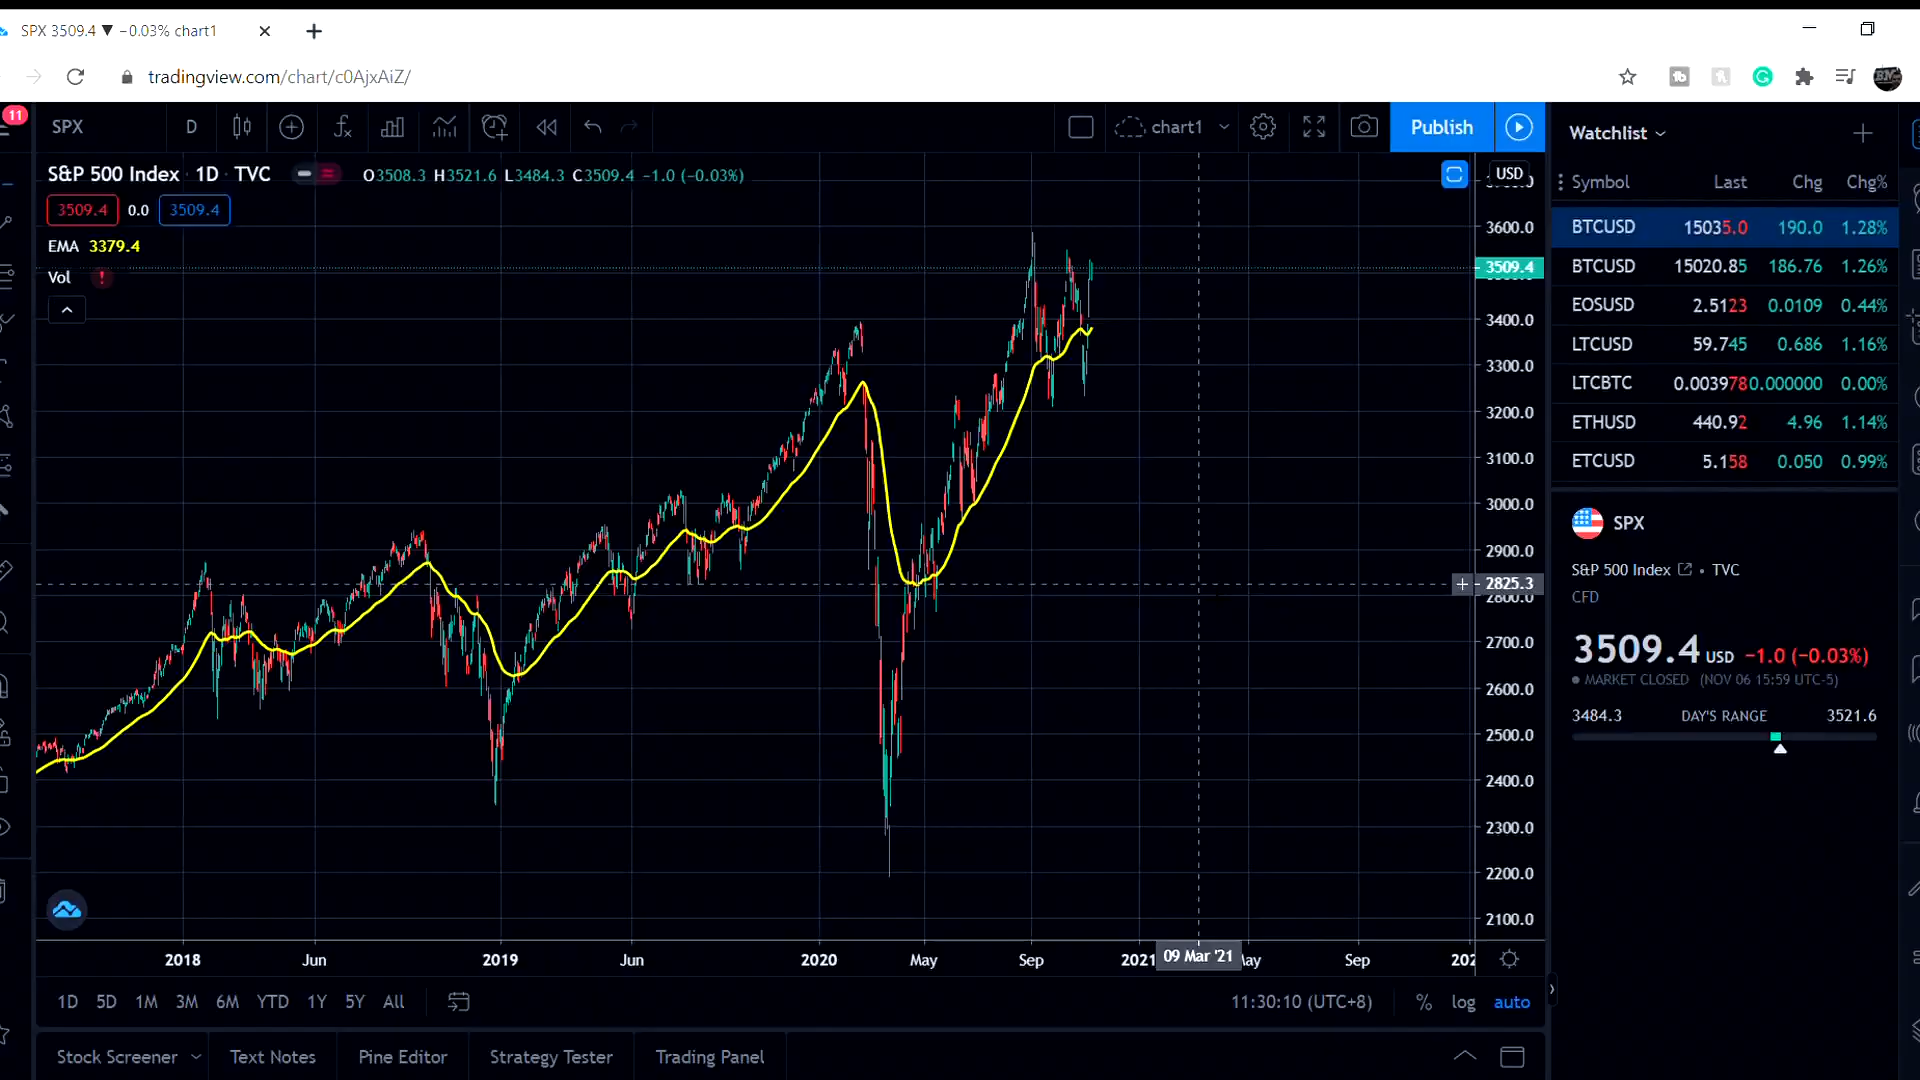 SPX 3509.4 ▼ −0.03% chart1
tradingview.com/chart/c0AjxAiZ/
11
SPX D chart1 Publish
S&P 500 Index · 1D · TVC O3508.3 H3521.6 L3484.3 C3509.4 −1.0 (−0.03%)
3509.4 0.0 3509.4
EMA 3379.4
Vol !
USD
3600.0
3509.4
3400.0
3300.0
3200.0
3100.0
3000.0
2900.0
2825.3
2800.0
2700.0
2600.0
2500.0
2400.0
2300.0
2200.0
2100.0
2018 Jun 2019 Jun 2020 May Sep 2021 09 Mar '21 Sep
1D 5D 1M 3M 6M YTD 1Y 5Y All 11:30:10 (UTC+8) % log auto
Stock Screener Text Notes Pine Editor Strategy Tester Trading Panel
Watchlist
Symbol Last Chg Chg%
BTCUSD 15035.0 190.0 1.28%
BTCUSD 15020.85 186.76 1.26%
EOSUSD 2.5123 0.0109 0.44%
LTCUSD 59.745 0.686 1.16%
LTCBTC 0.003978 0.000000 0.00%
ETHUSD 440.92 4.96 1.14%
ETCUSD 5.158 0.050 0.99%
SPX
S&P 500 Index • TVC
CFD
3509.4 USD −1.0 (−0.03%)
MARKET CLOSED (NOV 06 15:59 UTC-5)
3484.3 DAY'S RANGE 3521.6